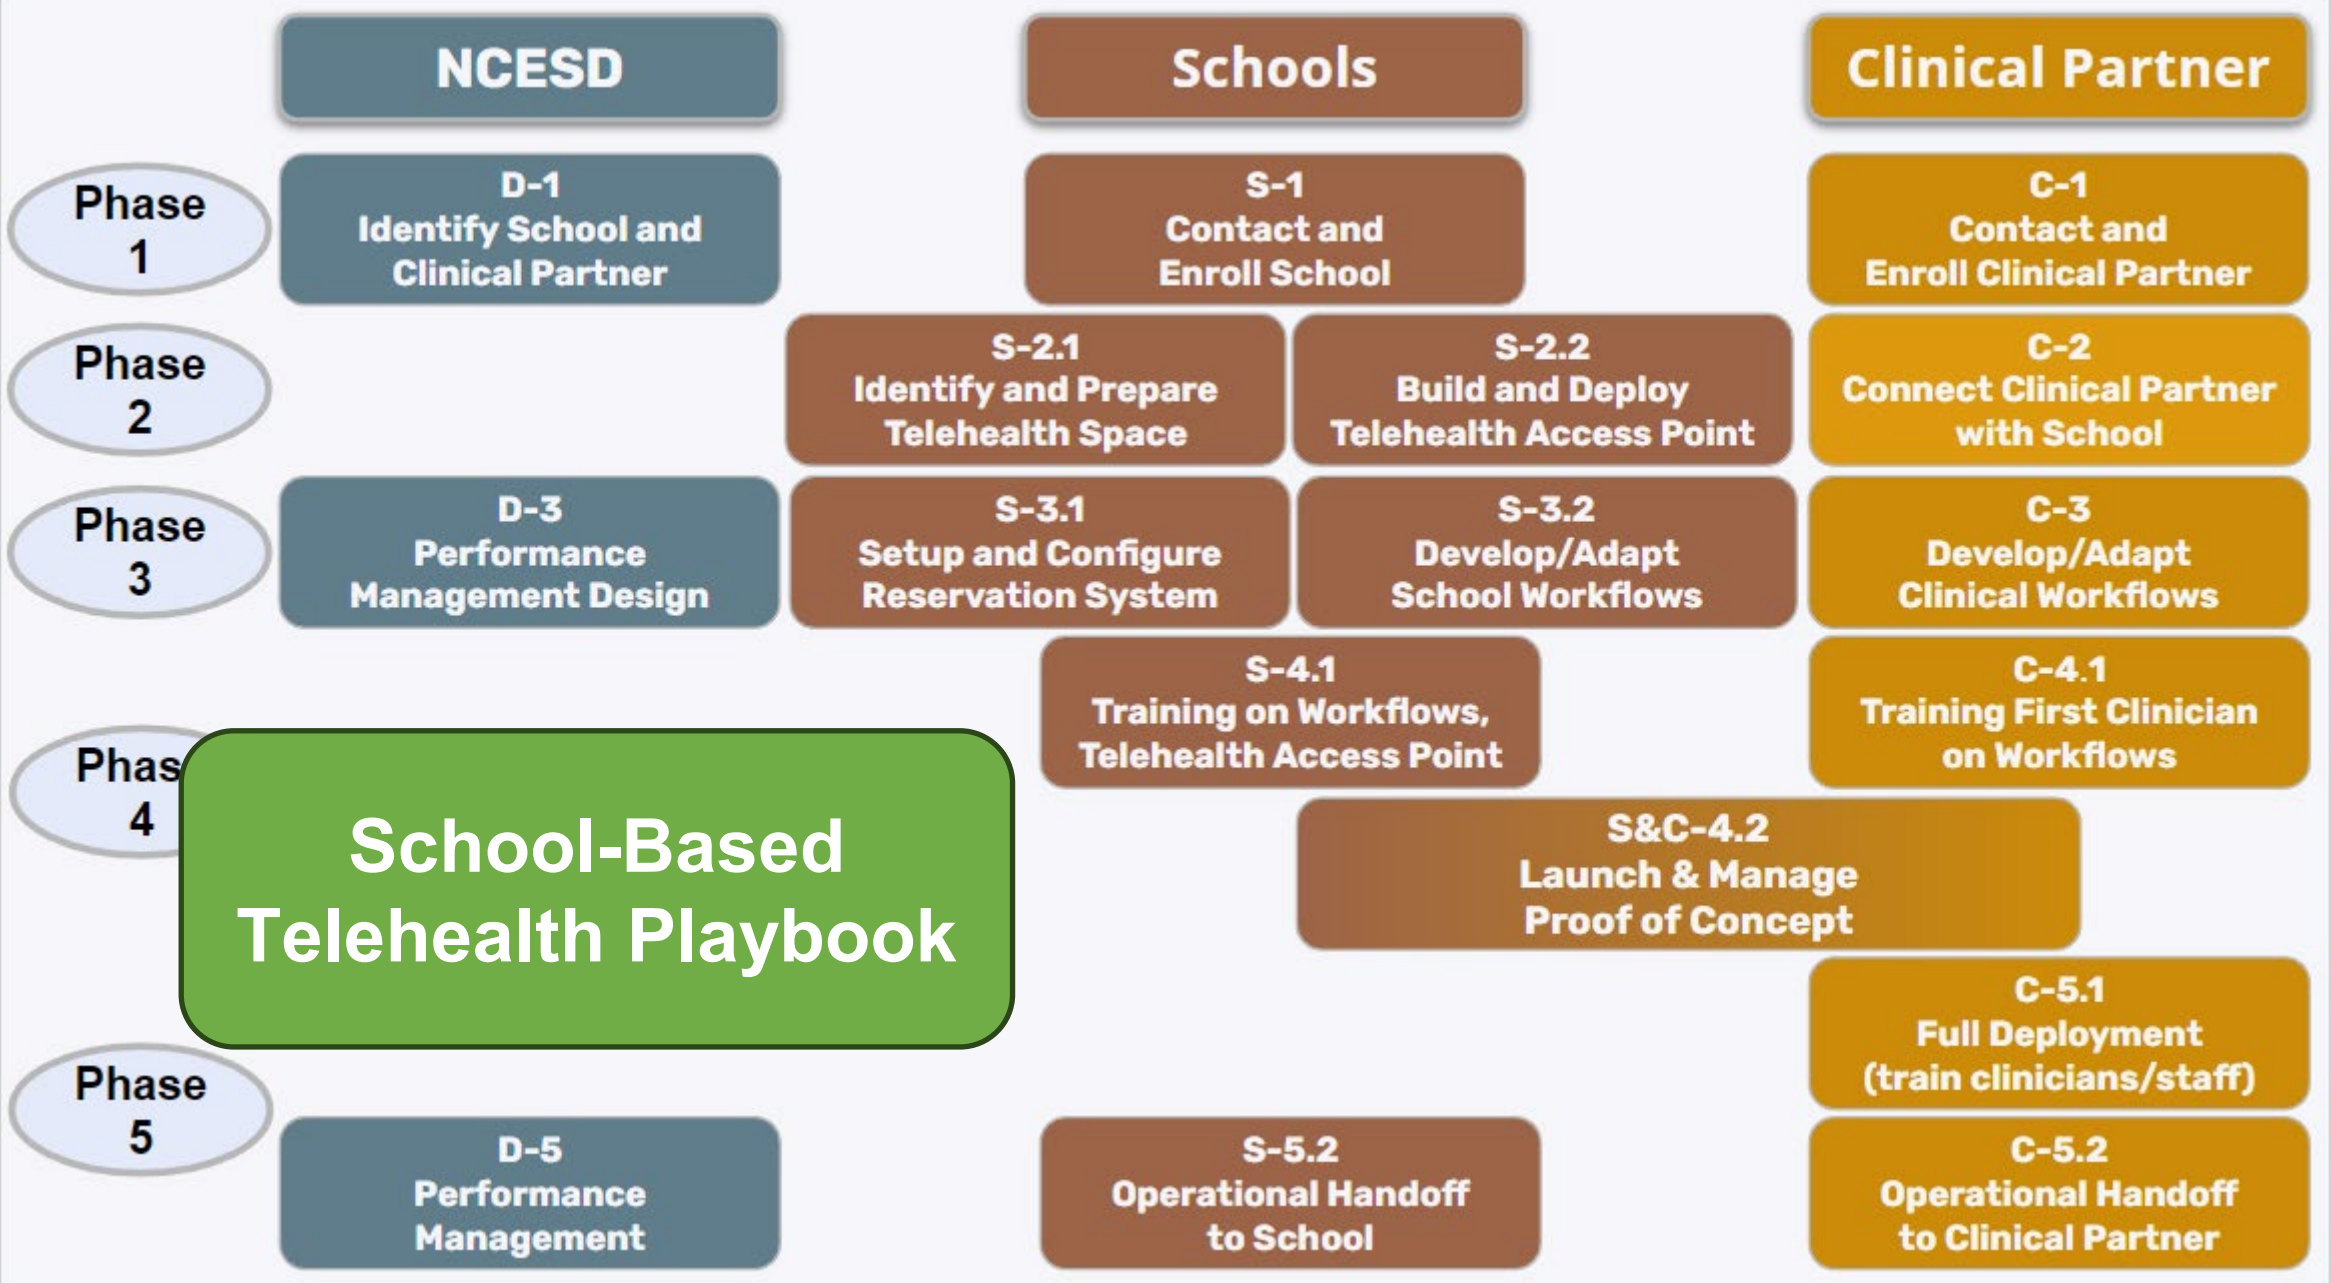 NCESD
Schools
Clinical Partner
Phase
1
D-1
Identify School and
Clinical Partner
S-1
Contact and
Enroll School
C-1
Contact and
Enroll Clinical Partner
Phase
2
S-2.1
Identify and Prepare
Telehealth Space
S-2.2
Build and Deploy
Telehealth Access Point
C-2
Connect Clinical Partner
with School
Phase
3
D-3
Performance
Management Design
S-3.1
Setup and Configure
Reservation System
S-3.2
Develop/Adapt
School Workflows
C-3
Develop/Adapt
Clinical Workflows
Phas
4
S-4.1
Training on Workflows,
Telehealth Access Point
C-4.1
Training First Clinician
on Workflows
School-Based
Telehealth Playbook
S&C-4.2
Launch & Manage
Proof of Concept
Phase
5
C-5.1
Full Deployment
(train clinicians/staff)
D-5
Performance
Management
S-5.2
Operational Handoff
to School
C-5.2
Operational Handoff
to Clinical Partner